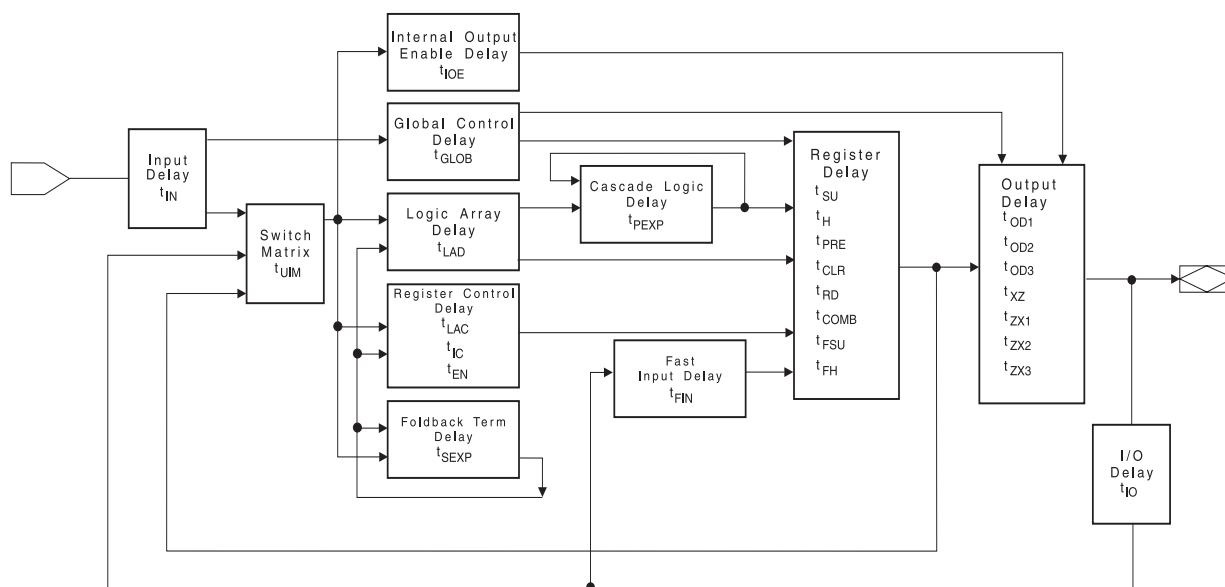 Internal Output
Enable Delay
tIOE
Global Control
Delay
tGLOB
Input
Delay
tIN
Switch
Matrix
tUIM
Logic Array
Delay
tLAD
Cascade Logic
Delay
tPEXP
Register Control
Delay
tLAC
tIC
tEN
Fast
Input Delay
tFIN
Foldback Term
Delay
tSEXP
Register
Delay
tSU
tH
tPRE
tCLR
tRD
tCOMB
tFSU
tFH
Output
Delay
tOD1
tOD2
tOD3
tXZ
tZX1
tZX2
tZX3
I/O
Delay
tIO